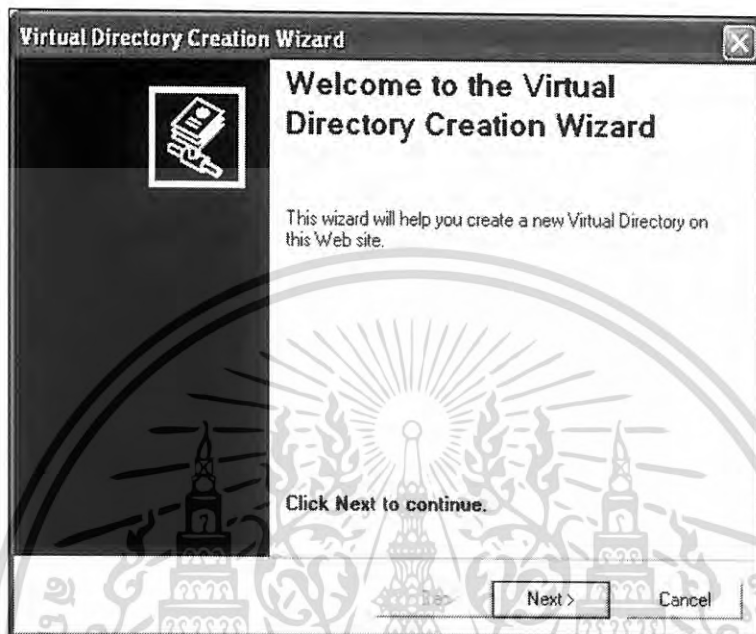 Virtual Directory Creation Wizard
Welcome to the Virtual
Directory Creation Wizard
This wizard will help you create a new Virtual Directory on
this Web site.
Click Next to continue.
Next >
Cancel